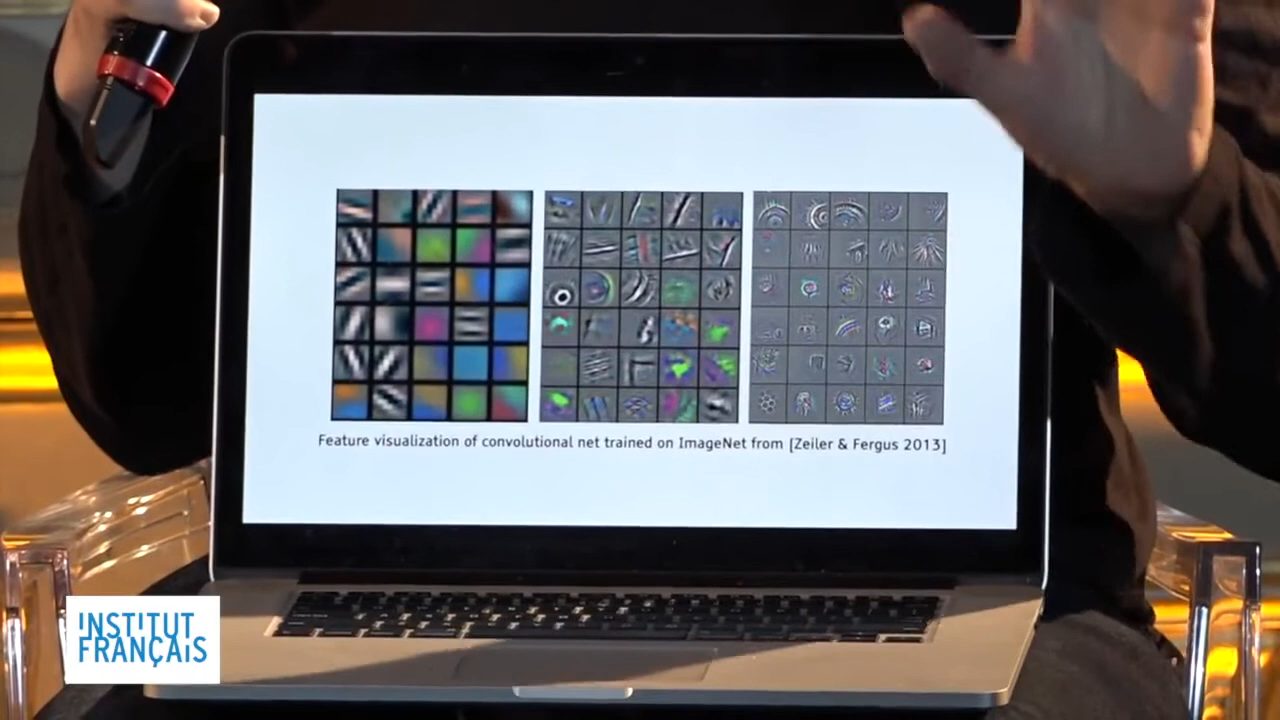 Feature visualization of convolutional net trained on ImageNet from [Zeiler & Fergus 2013]
INSTITUT
FRANÇAIS